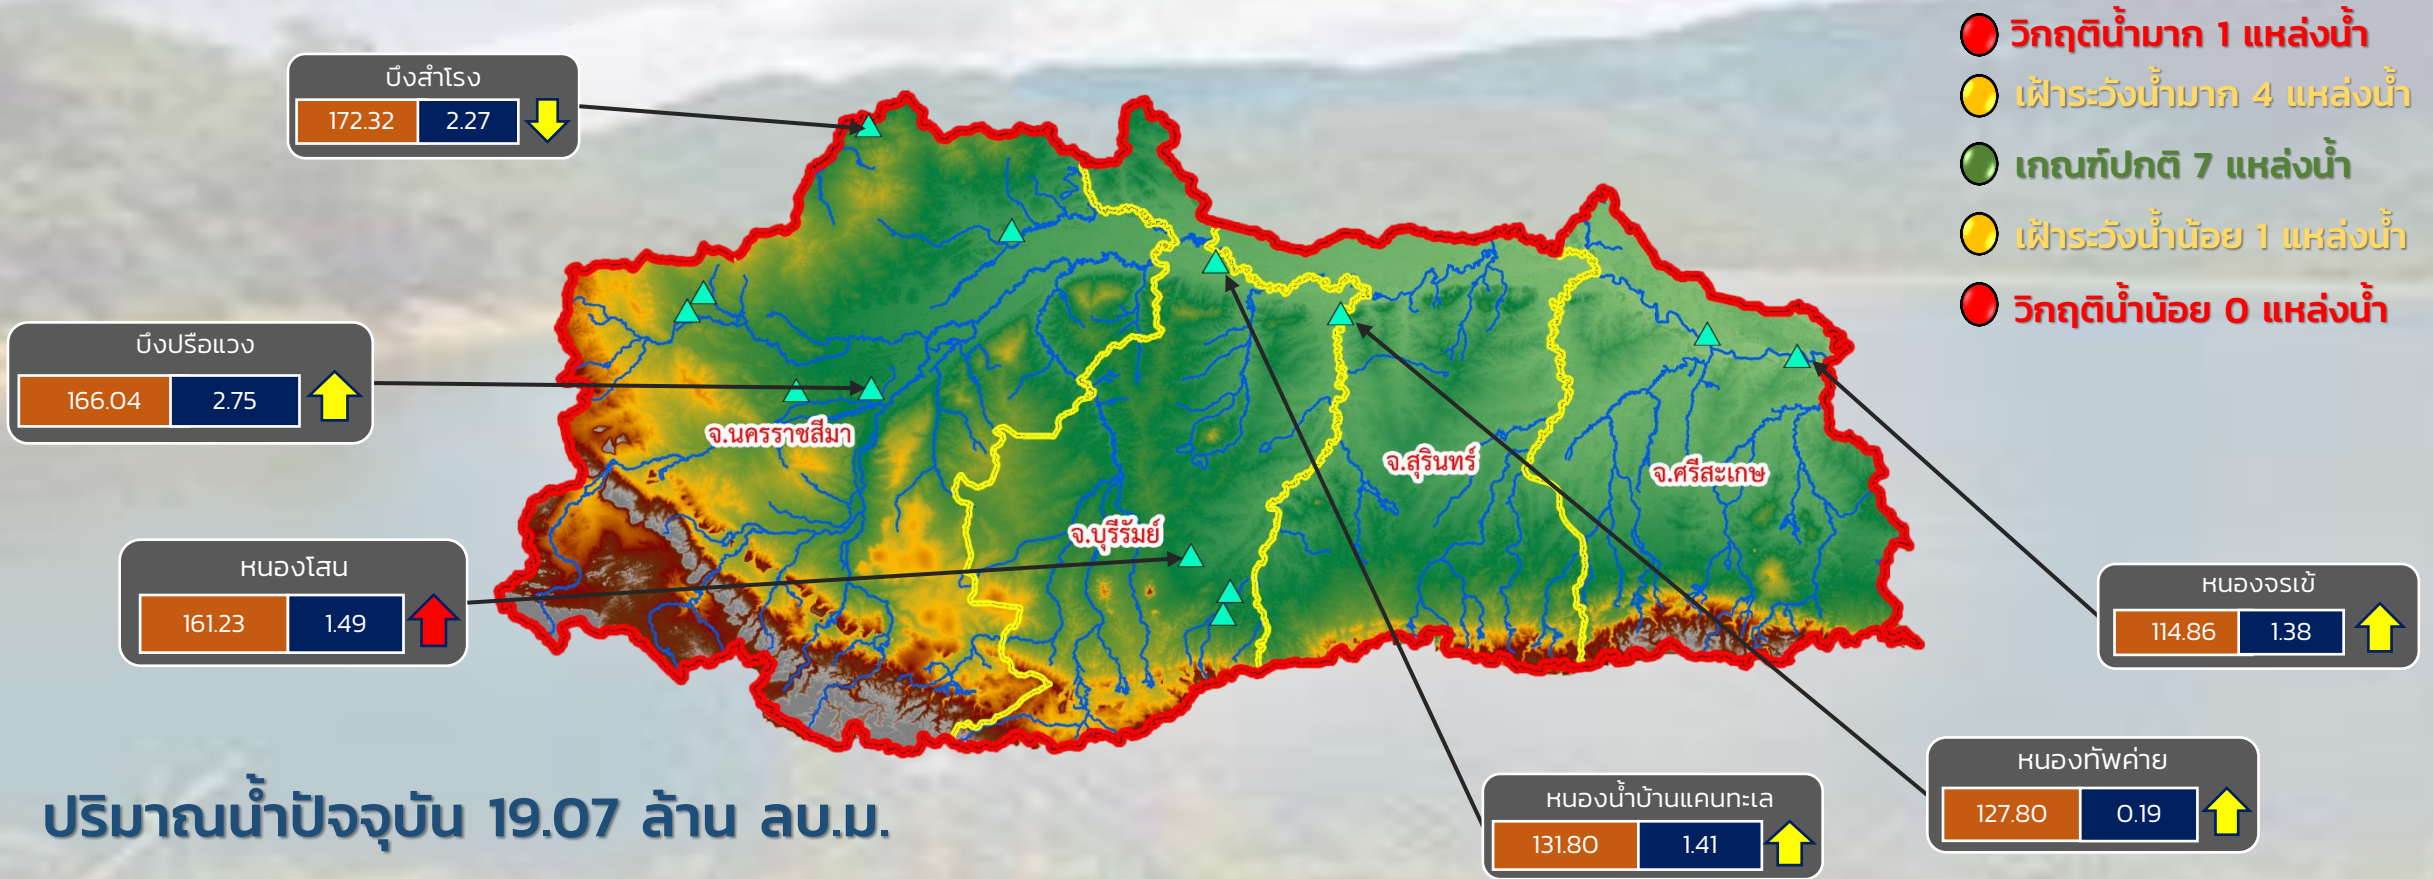 วิกฤติน้ำมาก 1 แหล่งน้ำ
เฝ้าระวังน้ำมาก 4 แหล่งน้ำ
เกณฑ์ปกติ 7 แหล่งน้ำ
เฝ้าระวังน้ำน้อย 1 แหล่งน้ำ
วิกฤติน้ำน้อย 0 แหล่งน้ำ
บึงสำโรง
172.32 2.27
บึงปรือแวง
166.04 2.75
หนองโสน
161.23 1.49
จ.นครราชสีมา
จ.บุรีรัมย์
จ.สุรินทร์
จ.ศรีสะเกษ
หนองจรเข้
114.86 1.38
หนองทัพค่าย
127.80 0.19
หนองน้ำบ้านแคนทะเล
131.80 1.41
ปริมาณน้ำปัจจุบัน 19.07 ล้าน ลบ.ม.